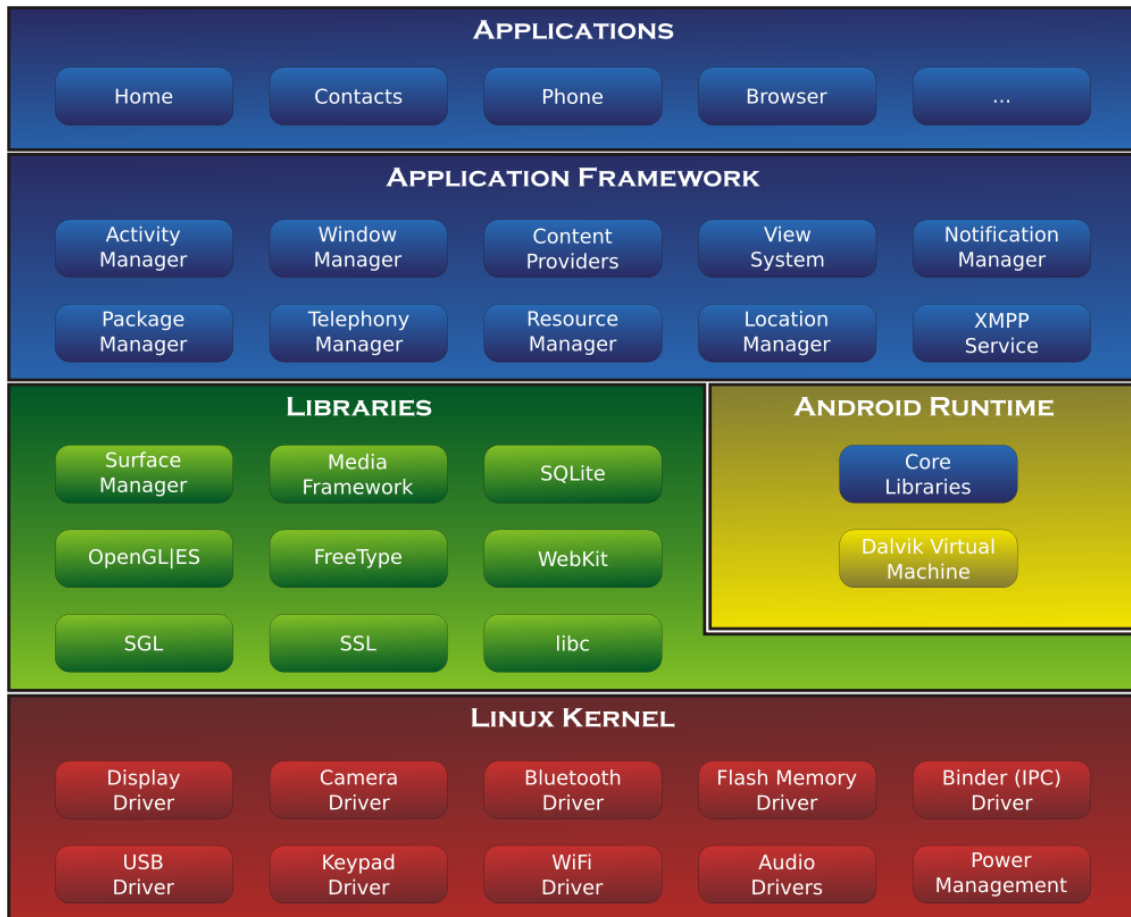 APPLICATIONS
Home
Contacts
Phone
Browser
...
APPLICATION FRAMEWORK
Activity
Manager
Window
Manager
Content
Providers
View
System
Notification
Manager
Package
Manager
Telephony
Manager
Resource
Manager
Location
Manager
XMPP
Service
LIBRARIES
Surface
Manager
Media
Framework
SQLite
OpenGL|ES
FreeType
WebKit
SGL
SSL
libc
ANDROID RUNTIME
Core
Libraries
Dalvik Virtual
Machine
LINUX KERNEL
Display
Driver
Camera
Driver
Bluetooth
Driver
Flash Memory
Driver
Binder (IPC)
Driver
USB
Driver
Keypad
Driver
WiFi
Driver
Audio
Drivers
Power
Management